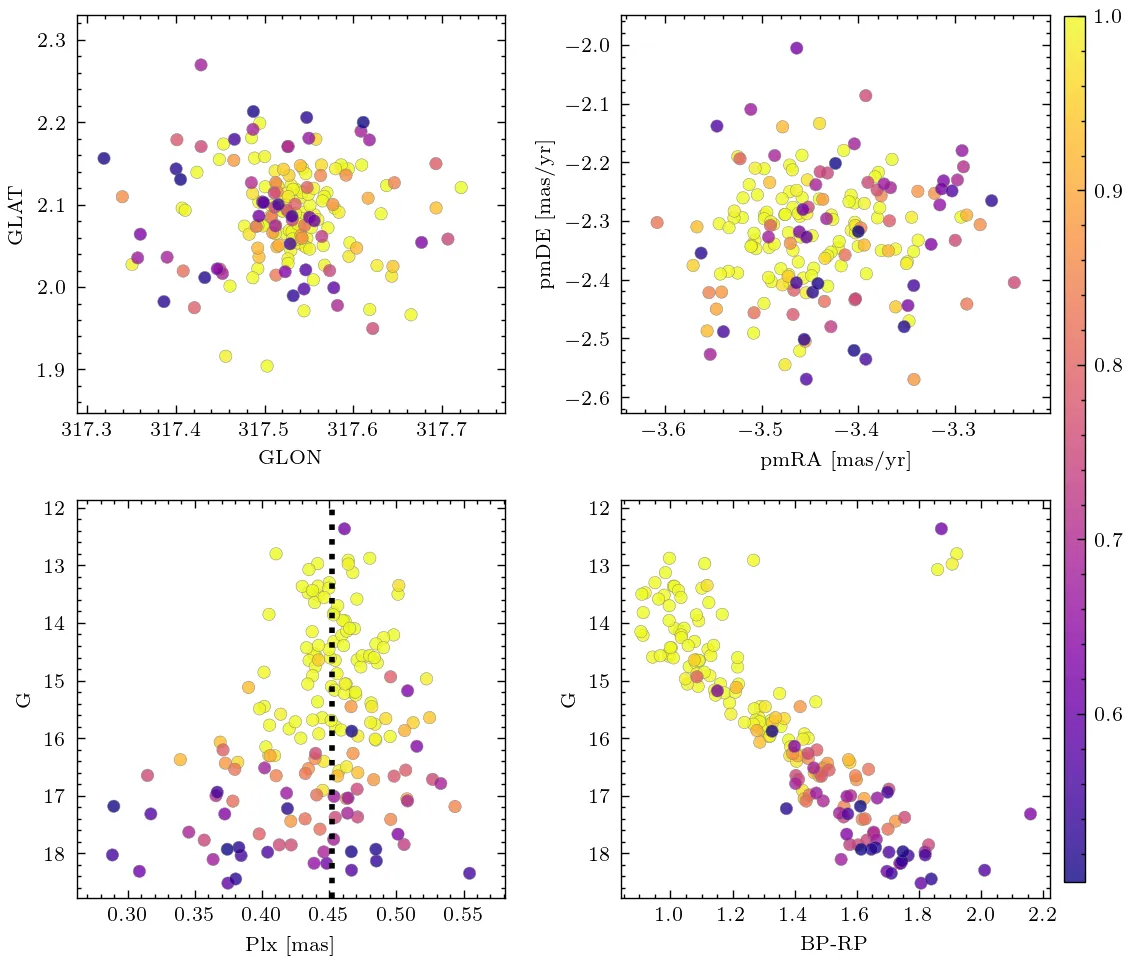 2.3
2.2
2.1
2.0
1.9
GLAT
317.3 317.4 317.5 317.6 317.7
GLON
−2.0
−2.1
−2.2
−2.3
−2.4
−2.5
−2.6
pmDE [mas/yr]
−3.6 −3.5 −3.4 −3.3
pmRA [mas/yr]
1.0
0.9
0.8
0.7
0.6
12
13
14
15
16
17
18
G
0.30 0.35 0.40 0.45 0.50 0.55
Plx [mas]
12
13
14
15
16
17
18
G
1.0 1.2 1.4 1.6 1.8 2.0 2.2
BP-RP